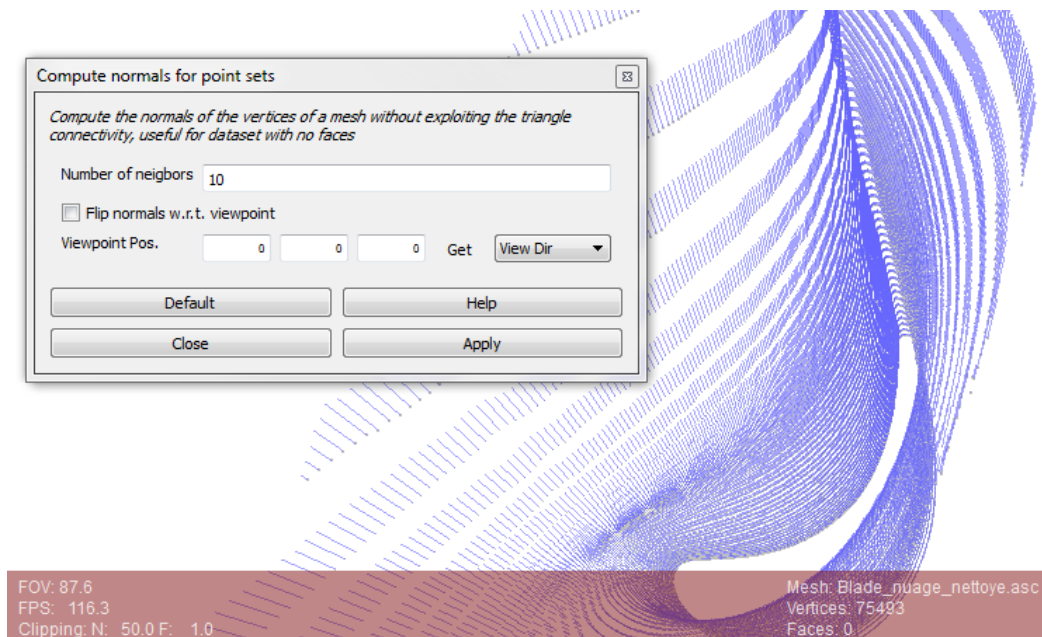 Compute normals for point sets
Compute the normals of the vertices of a mesh without exploiting the triangle
connectivity, useful for dataset with no faces
Number of neigbors 10
Flip normals w.r.t. viewpoint
Viewpoint Pos. 0 0 0 Get View Dir
Default Help
Close Apply
FOV: 87.6 Mesh: Blade_nuage_nettoye.asc
FPS: 116.3 Vertices: 75493
Clipping: N: 50.0 F: 1.0 Faces: 0